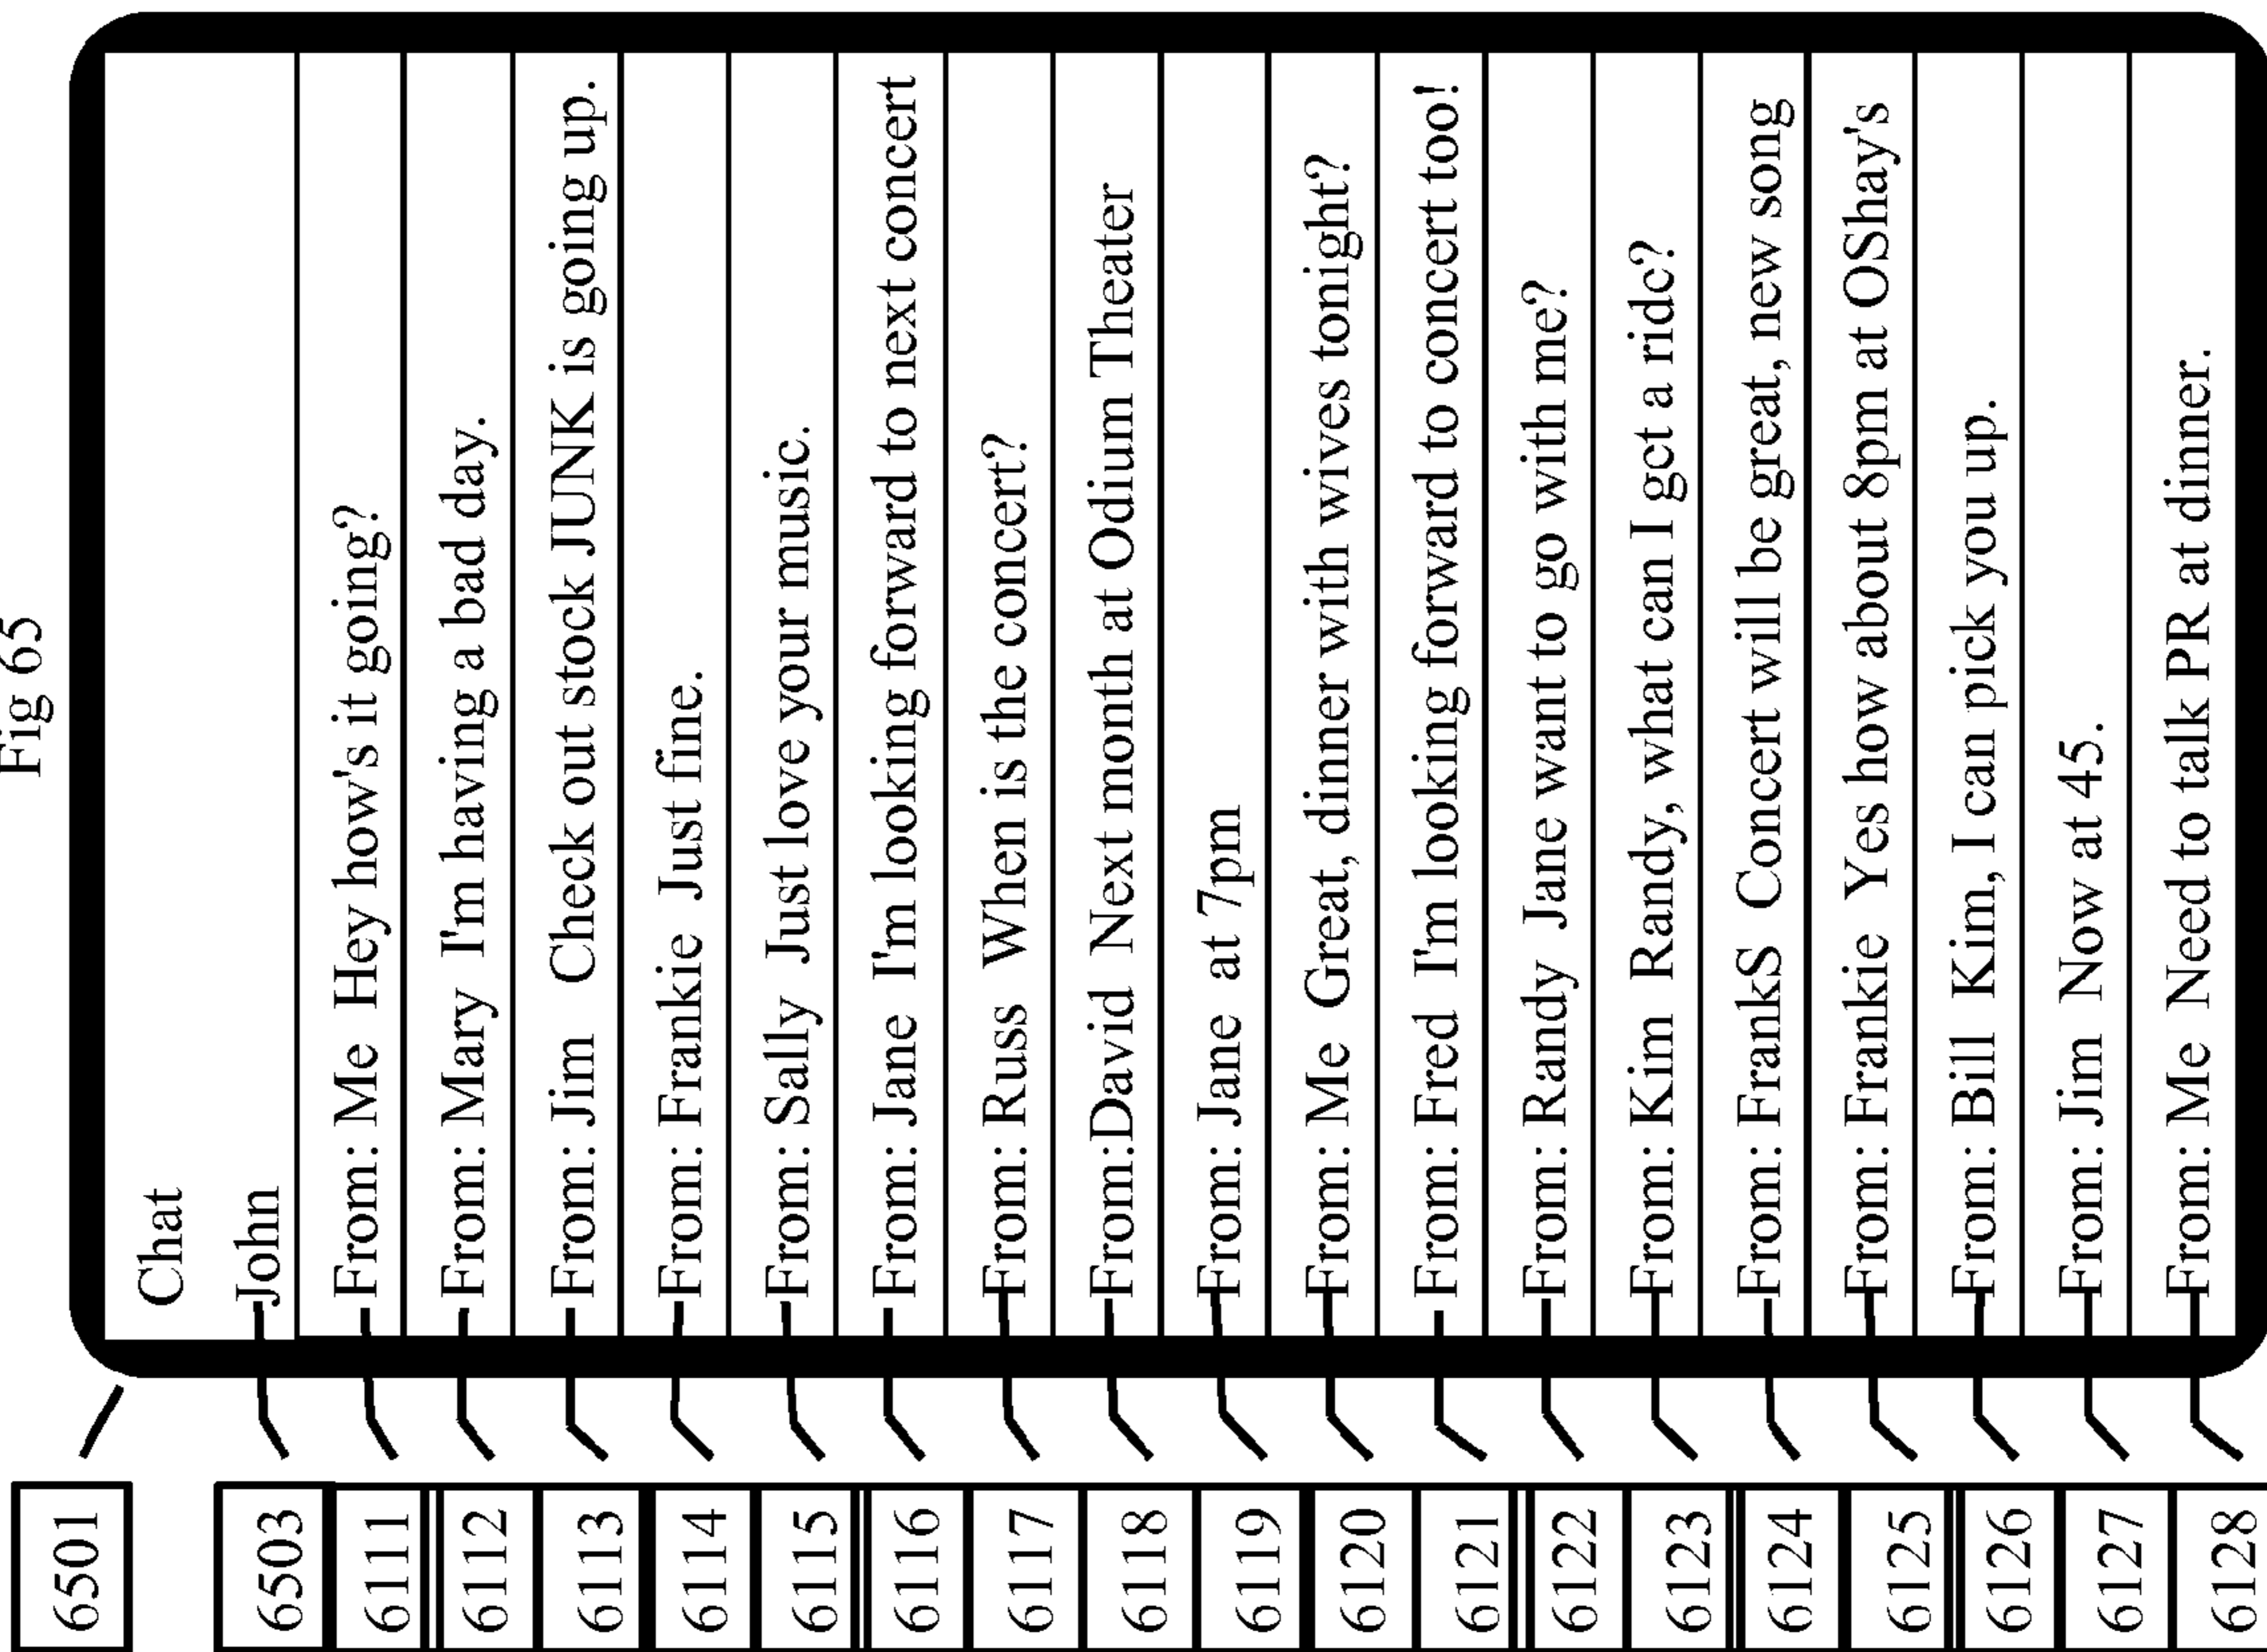 Fig 65
6501
Chat
6503 John
6111 From: Me Hey how's it going?
6112 From: Mary I'm having a bad day.
6113 From: Jim Check out stock JUNK is going up.
6114 From: Frankie Just fine.
6115 From: Sally Just love your music.
6116 From: Jane I'm looking forward to next concert
6117 From: Russ When is the concert?
6118 From:David Next month at Odium Theater
6119 From: Jane at 7pm
6120 From: Me Great, dinner with wives tonight?
6121 From: Fred I'm looking forward to concert too!
6122 From: Randy Jane want to go with me?
6123 From: Kim Randy, what can I get a ride?
6124 From: FrankS Concert will be great, new song
6125 From: Frankie Yes how about 8pm at OShay's
6126 From: Bill Kim, I can pick you up.
6127 From: Jim Now at 45.
6128 From: Me Need to talk PR at dinner.